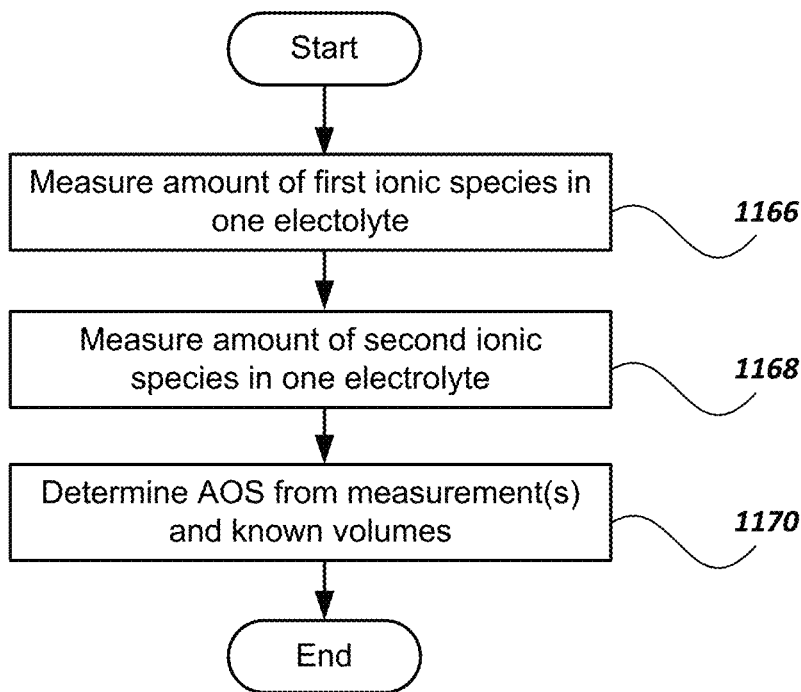 Start
Measure amount of first ionic species in
one electolyte
1166
Measure amount of second ionic
species in one electrolyte
1168
Determine AOS from measurement(s)
and known volumes
1170
End